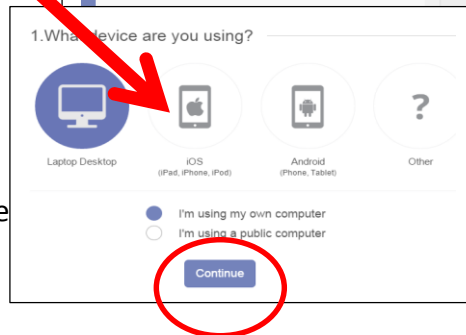 1.What device are you using?
?
Laptop Desktop
iOS
(iPad, iPhone, iPod)
Android
(Phone, Tablet)
Other
I'm using my own computer
e
I'm using a public computer
Continue